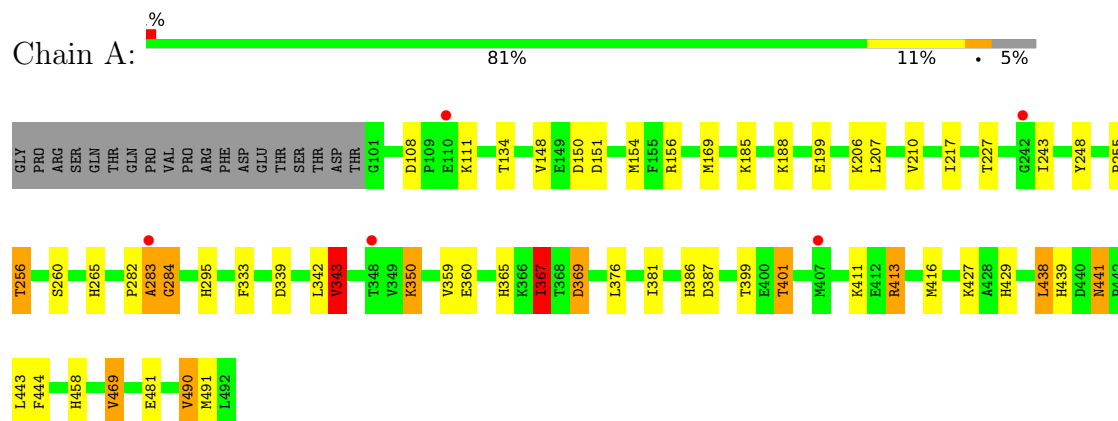 %
Chain A:
81% 11% • 5%
GLY PRO ARG SER GLN THR GLN PRO VAL PRO ARG PHE ASP GLU THR SER THR ASP THR G101 D108 P109 E110 K111 T134 V148 E149 D150 D151 M154 F155 R156 M169 K185 K188 E199 K206 L207 V210 I217 T227 G242 I243 Y248
T256 S260 H265 P282 A283 G284 H295 F333 D339 L342 V343 T348 V349 K350 V359 E360 H365 K366 I367 T368 D369 L376 I381 H386 D387 T399 E400 T401 M407 K411 E412 R413 M416 K427 A428 H429 L438 H439 D440 N441
L443 F444 H458 V469 E481 V490 M491 L492